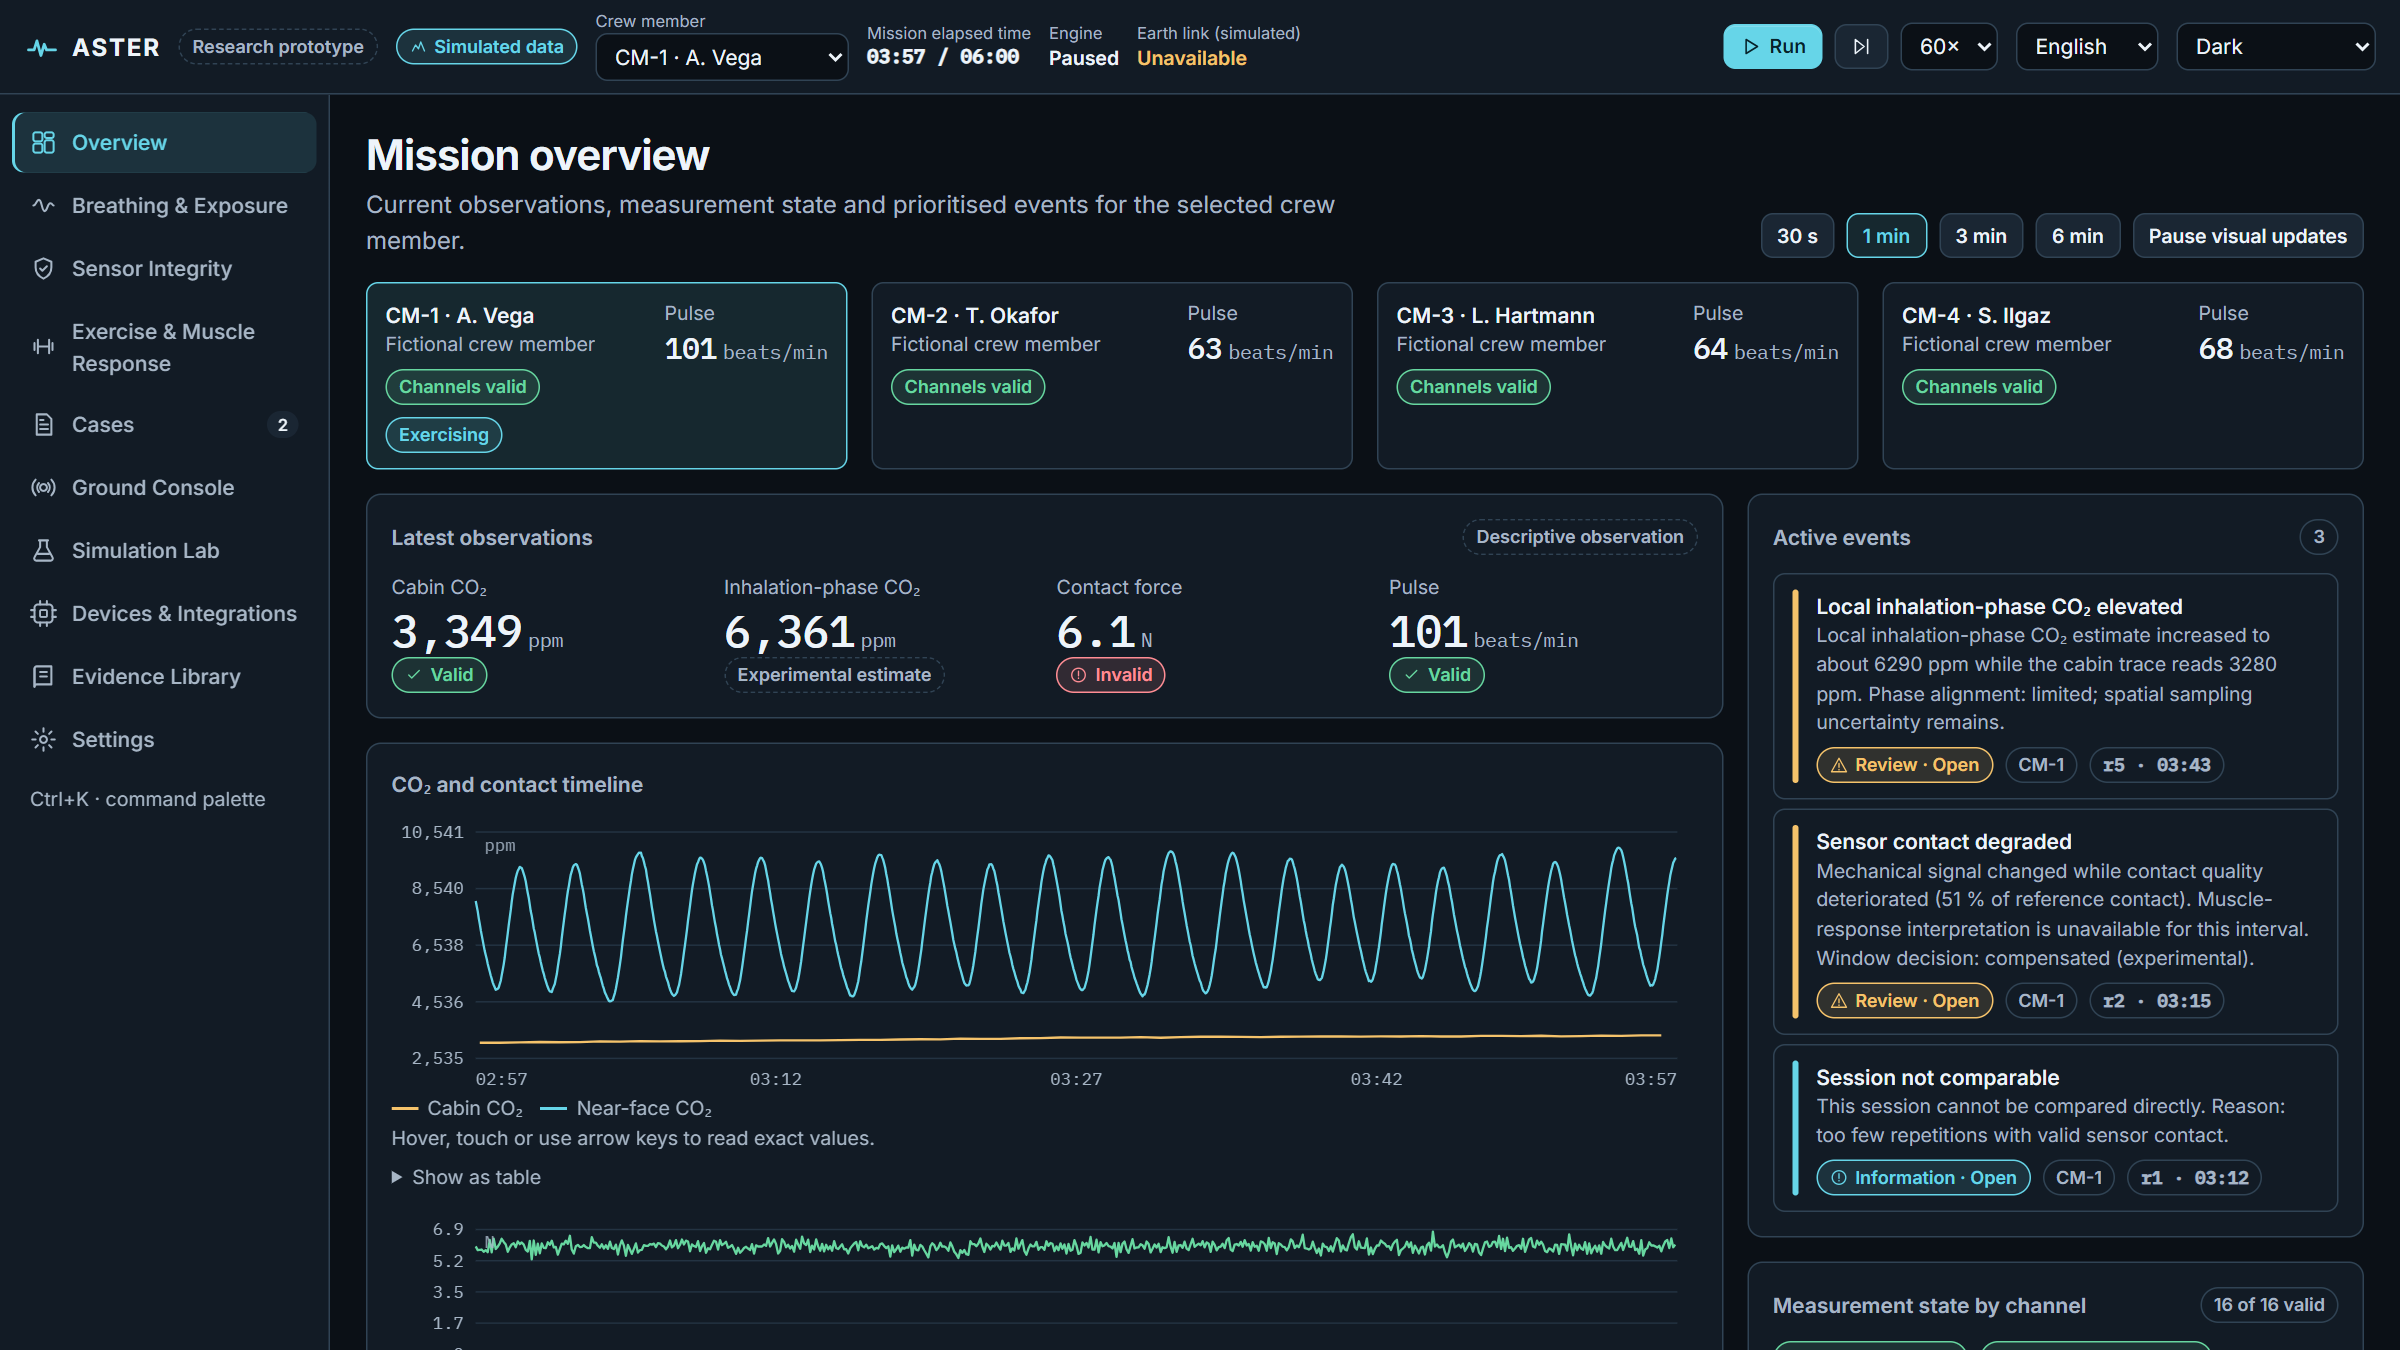 ASTER
Research prototype
Simulated data
Crew member
CM-1 · A. Vega
Mission elapsed time
03:57 / 06:00
Engine
Paused
Earth link (simulated)
Unavailable
Run
60×
English
Dark
Overview
Breathing & Exposure
Sensor Integrity
Exercise & Muscle
Response
Cases
2
Ground Console
Simulation Lab
Devices & Integrations
Evidence Library
Settings
Ctrl+K · command palette
Mission overview
Current observations, measurement state and prioritised events for the selected crew
member.
30 s
1 min
3 min
6 min
Pause visual updates
CM-1 · A. Vega
Fictional crew member
Channels valid
Exercising
Pulse
101 beats/min
CM-2 · T. Okafor
Fictional crew member
Channels valid
Pulse
63 beats/min
CM-3 · L. Hartmann
Fictional crew member
Channels valid
Pulse
64 beats/min
CM-4 · S. Ilgaz
Fictional crew member
Channels valid
Pulse
68 beats/min
Latest observations
Descriptive observation
Cabin CO₂
3,349 ppm
Valid
Inhalation-phase CO₂
6,361 ppm
Experimental estimate
Contact force
6.1 N
Invalid
Pulse
101 beats/min
Valid
CO₂ and contact timeline
10,541
ppm
8,540
6,538
4,536
2,535
02:57
03:12
03:27
03:42
03:57
Cabin CO₂
Near-face CO₂
Hover, touch or use arrow keys to read exact values.
Show as table
6.9
5.2
3.5
1.7
Active events
3
Local inhalation-phase CO₂ elevated
Local inhalation-phase CO₂ estimate increased to
about 6290 ppm while the cabin trace reads 3280
ppm. Phase alignment: limited; spatial sampling
uncertainty remains.
Review · Open
CM-1
r5 · 03:43
Sensor contact degraded
Mechanical signal changed while contact quality
deteriorated (51 % of reference contact). Muscle-
response interpretation is unavailable for this interval.
Window decision: compensated (experimental).
Review · Open
CM-1
r2 · 03:15
Session not comparable
This session cannot be compared directly. Reason:
too few repetitions with valid sensor contact.
Information · Open
CM-1
r1 · 03:12
Measurement state by channel
16 of 16 valid